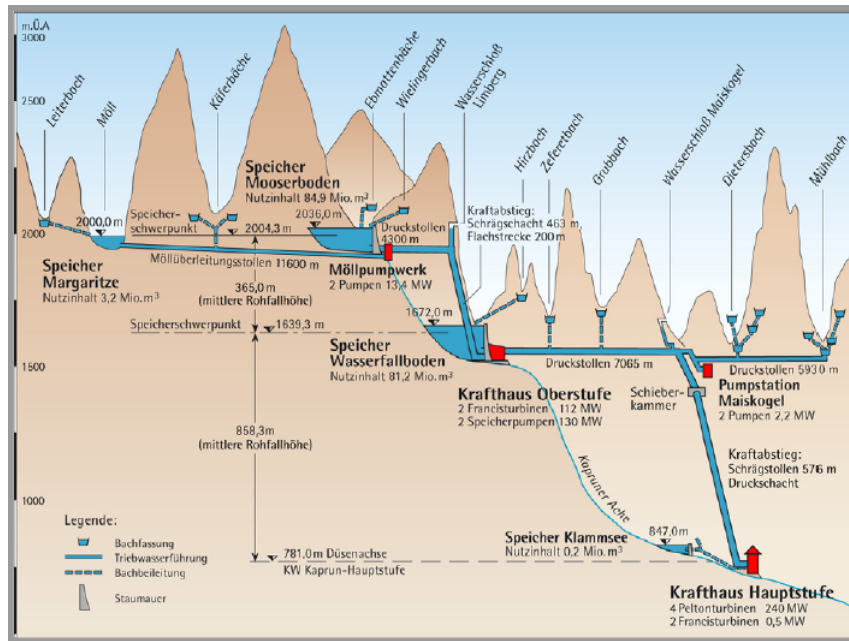 m.Ü.A
3000
2500
2000
1500
1000
Leiterbach
Möll
Käferbäche
Ebmattenbäche
Wielingerbach
Wasserschloß
Limberg
Hirzbach
Zeferetbach
Grubbach
Wasserschloß Maiskogel
Dietersbach
Mühlbach
Speicher
Mooserboden
Nutzinhalt 84,9 Mio.m³
2000,0 m
Speicher-
schwerpunkt
2004,3 m
2036,0 m
Druckstollen
4300 m
Kraftabstieg:
Schrägschacht 463 m,
Flachstrecke 200 m
Speicher
Margaritze
Nutzinhalt 3,2 Mio.m³
Möllüberleitungsstollen 11600 m
365,0 m
(mittlere Rohfallhöhe)
Möllpumpwerk
2 Pumpen 13,4 MW
1672,0 m
Speicherschwerpunkt
1639,3 m
Speicher
Wasserfallboden
Nutzinhalt 81,2 Mio.m³
Druckstollen 7065 m
Druckstollen 5930 m
Krafthaus Oberstufe
2 Francisturbinen 112 MW
2 Speicherpumpen 130 MW
Schieber-
kammer
Pumpstation
Maiskogel
2 Pumpen 2,2 MW
858,3m
(mittlere Rohfallhöhe)
Kapruner Ache
Kraftabstieg:
Schrägstollen 576 m
Druckschacht
Speicher Klammsee
Nutzinhalt 0,2 Mio.m³
847,0 m
781,0 m Düsenachse
KW Kaprun-Hauptstufe
Legende:
Bachfassung
Triebwasserführung
Bachbeileitung
Staumauer
Krafthaus Hauptstufe
4 Peltonturbinen 240 MW
2 Francisturbinen 0,5 MW